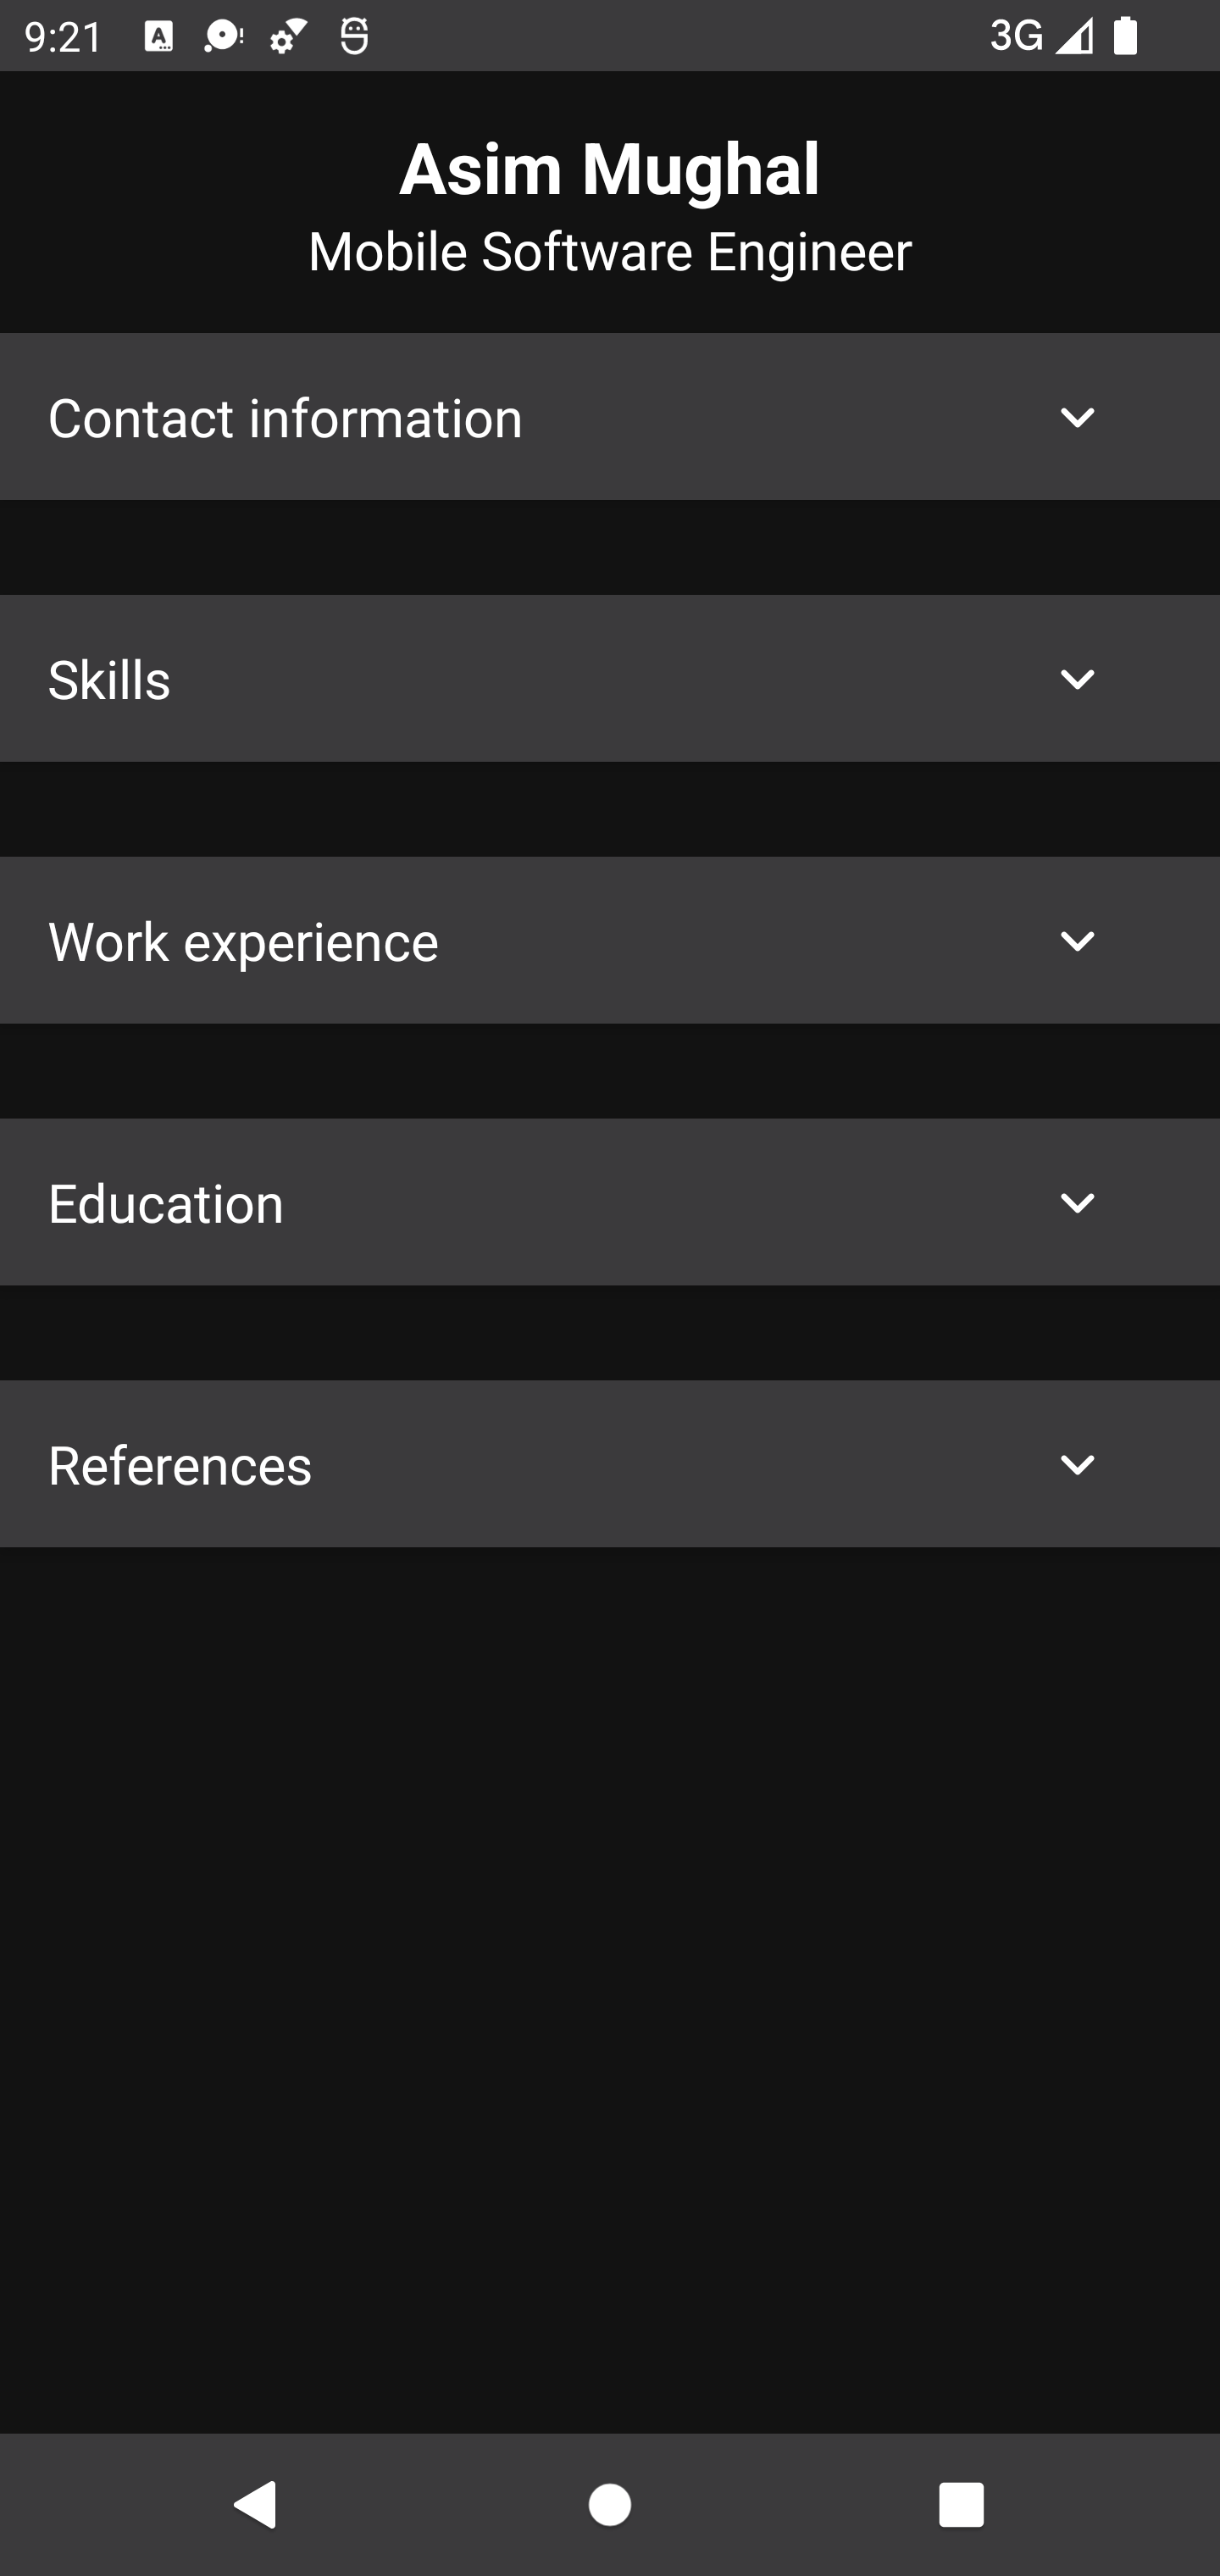 9:21
3G
Asim Mughal
Mobile Software Engineer
Contact information
Skills
Work experience
Education
References